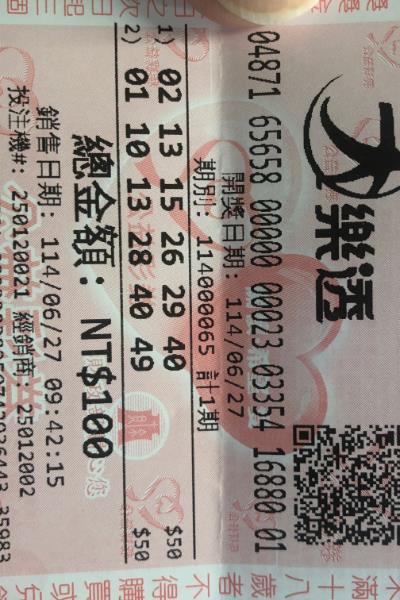 大樂透
04871 65658 00000 00023 03354 16880 01
開獎日期: 114/06/27
期別: 114000065 計1期
1) 02 13 15 26 29 40 $50
2) 01 10 13 28 40 49 $50
總金額: NT$100
銷售日期: 114/06/27 09:42:15
投注機#: 250120021 經銷商: 25012002